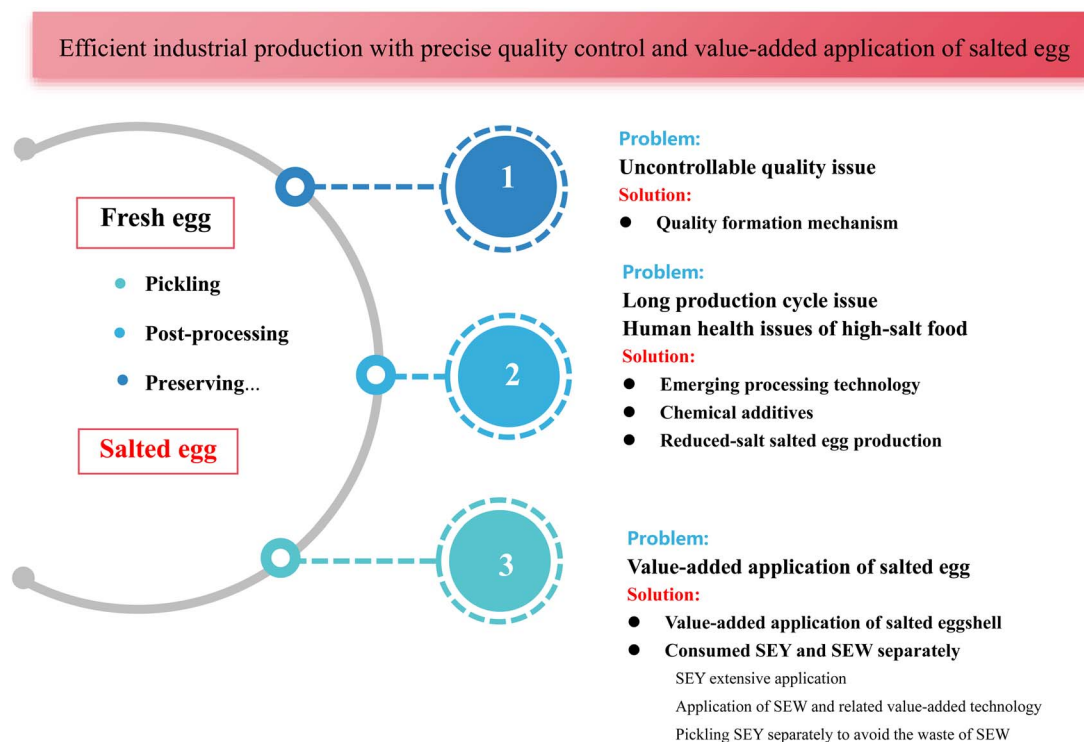 Efficient industrial production with precise quality control and value-added application of salted egg
Fresh egg
Pickling
Post-processing
Preserving...
Salted egg
1
Problem:
Uncontrollable quality issue
Solution:
● Quality formation mechanism
2
Problem:
Long production cycle issue
Human health issues of high-salt food
Solution:
● Emerging processing technology
● Chemical additives
● Reduced-salt salted egg production
3
Problem:
Value-added application of salted egg
Solution:
● Value-added application of salted eggshell
● Consumed SEY and SEW separately
SEY extensive application
Application of SEW and related value-added technology
Pickling SEY separately to avoid the waste of SEW